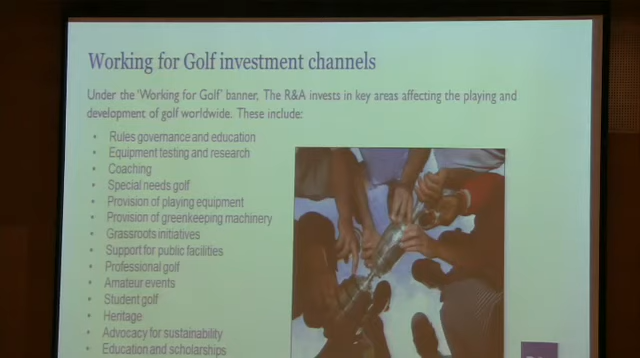 Working for Golf investment channels
Under the 'Working for Golf' banner, The R&A invests in key areas affecting the playing and
development of golf worldwide. These include:
• Rules governance and education
• Equipment testing and research
• Coaching
• Special needs golf
• Provision of playing equipment
• Provision of greenkeeping machinery
• Grassroots initiatives
• Support for public facilities
• Professional golf
• Amateur events
• Student golf
• Heritage
• Advocacy for sustainability
• Education and scholarships